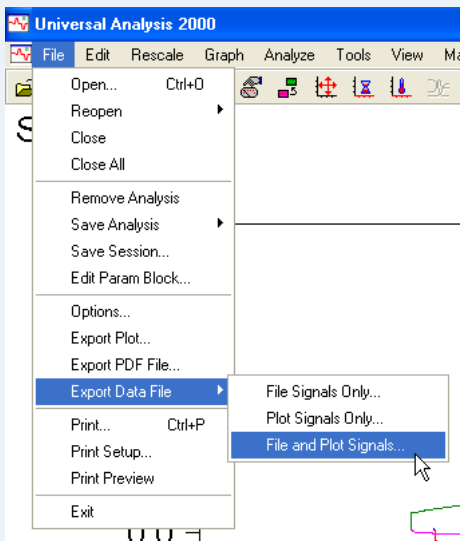 Universal Analysis 2000
File Edit Rescale Graph Analyze Tools View Ma
Open... Ctrl+O
Reopen
Close
Close All
Remove Analysis
Save Analysis
Save Session...
Edit Param Block...
Options...
Export Plot...
Export PDF File...
Export Data File
File Signals Only...
Plot Signals Only...
File and Plot Signals...
Print... Ctrl+P
Print Setup...
Print Preview
Exit